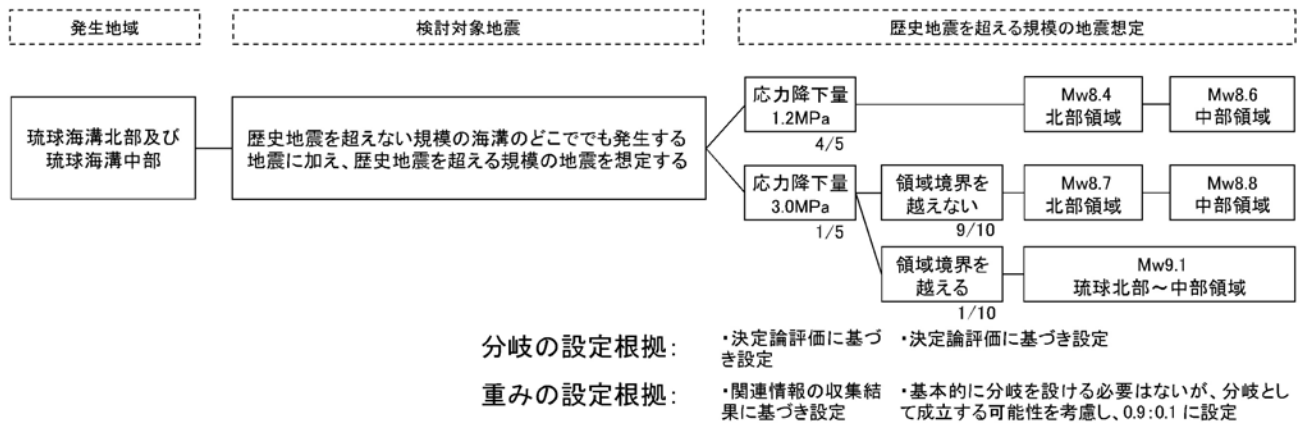 発生地域
検討対象地震
歴史地震を超える規模の地震想定
琉球海溝北部及び
琉球海溝中部
歴史地震を超えない規模の海溝のどこででも発生する
地震に加え、歴史地震を超える規模の地震を想定する
応力降下量
1.2MPa
4/5
Mw8.4
北部領域
Mw8.6
中部領域
応力降下量
3.0MPa
1/5
領域境界を
越えない
9/10
Mw8.7
北部領域
Mw8.8
中部領域
領域境界を
越える
1/10
Mw9.1
琉球北部～中部領域
分岐の設定根拠：
・決定論評価に基づ
き設定
・決定論評価に基づき設定
重みの設定根拠：
・関連情報の収集結
果に基づき設定
・基本的に分岐を設ける必要はないが、分岐とし
て成立する可能性を考慮し、0.9：0.1 に設定